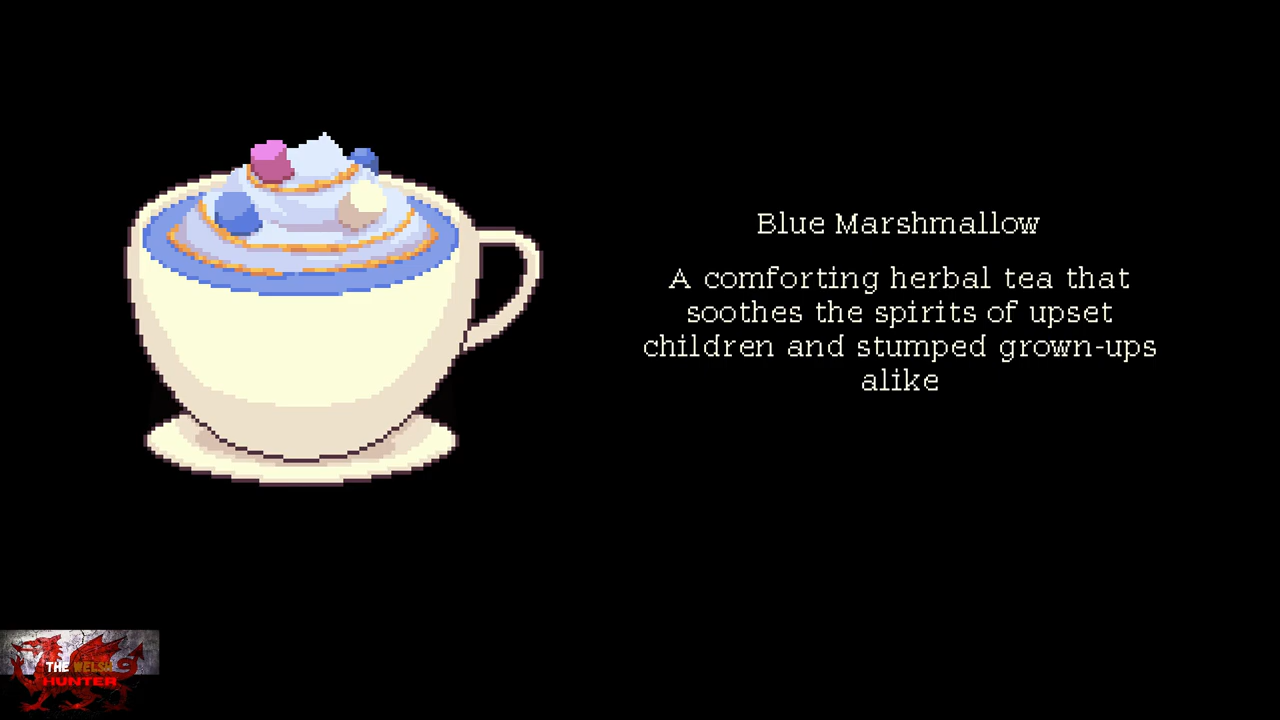 Blue Marshmallow
A comforting herbal tea that
soothes the spirits of upset
children and stumped grown-ups
alike
THE WELSH
HUNTER